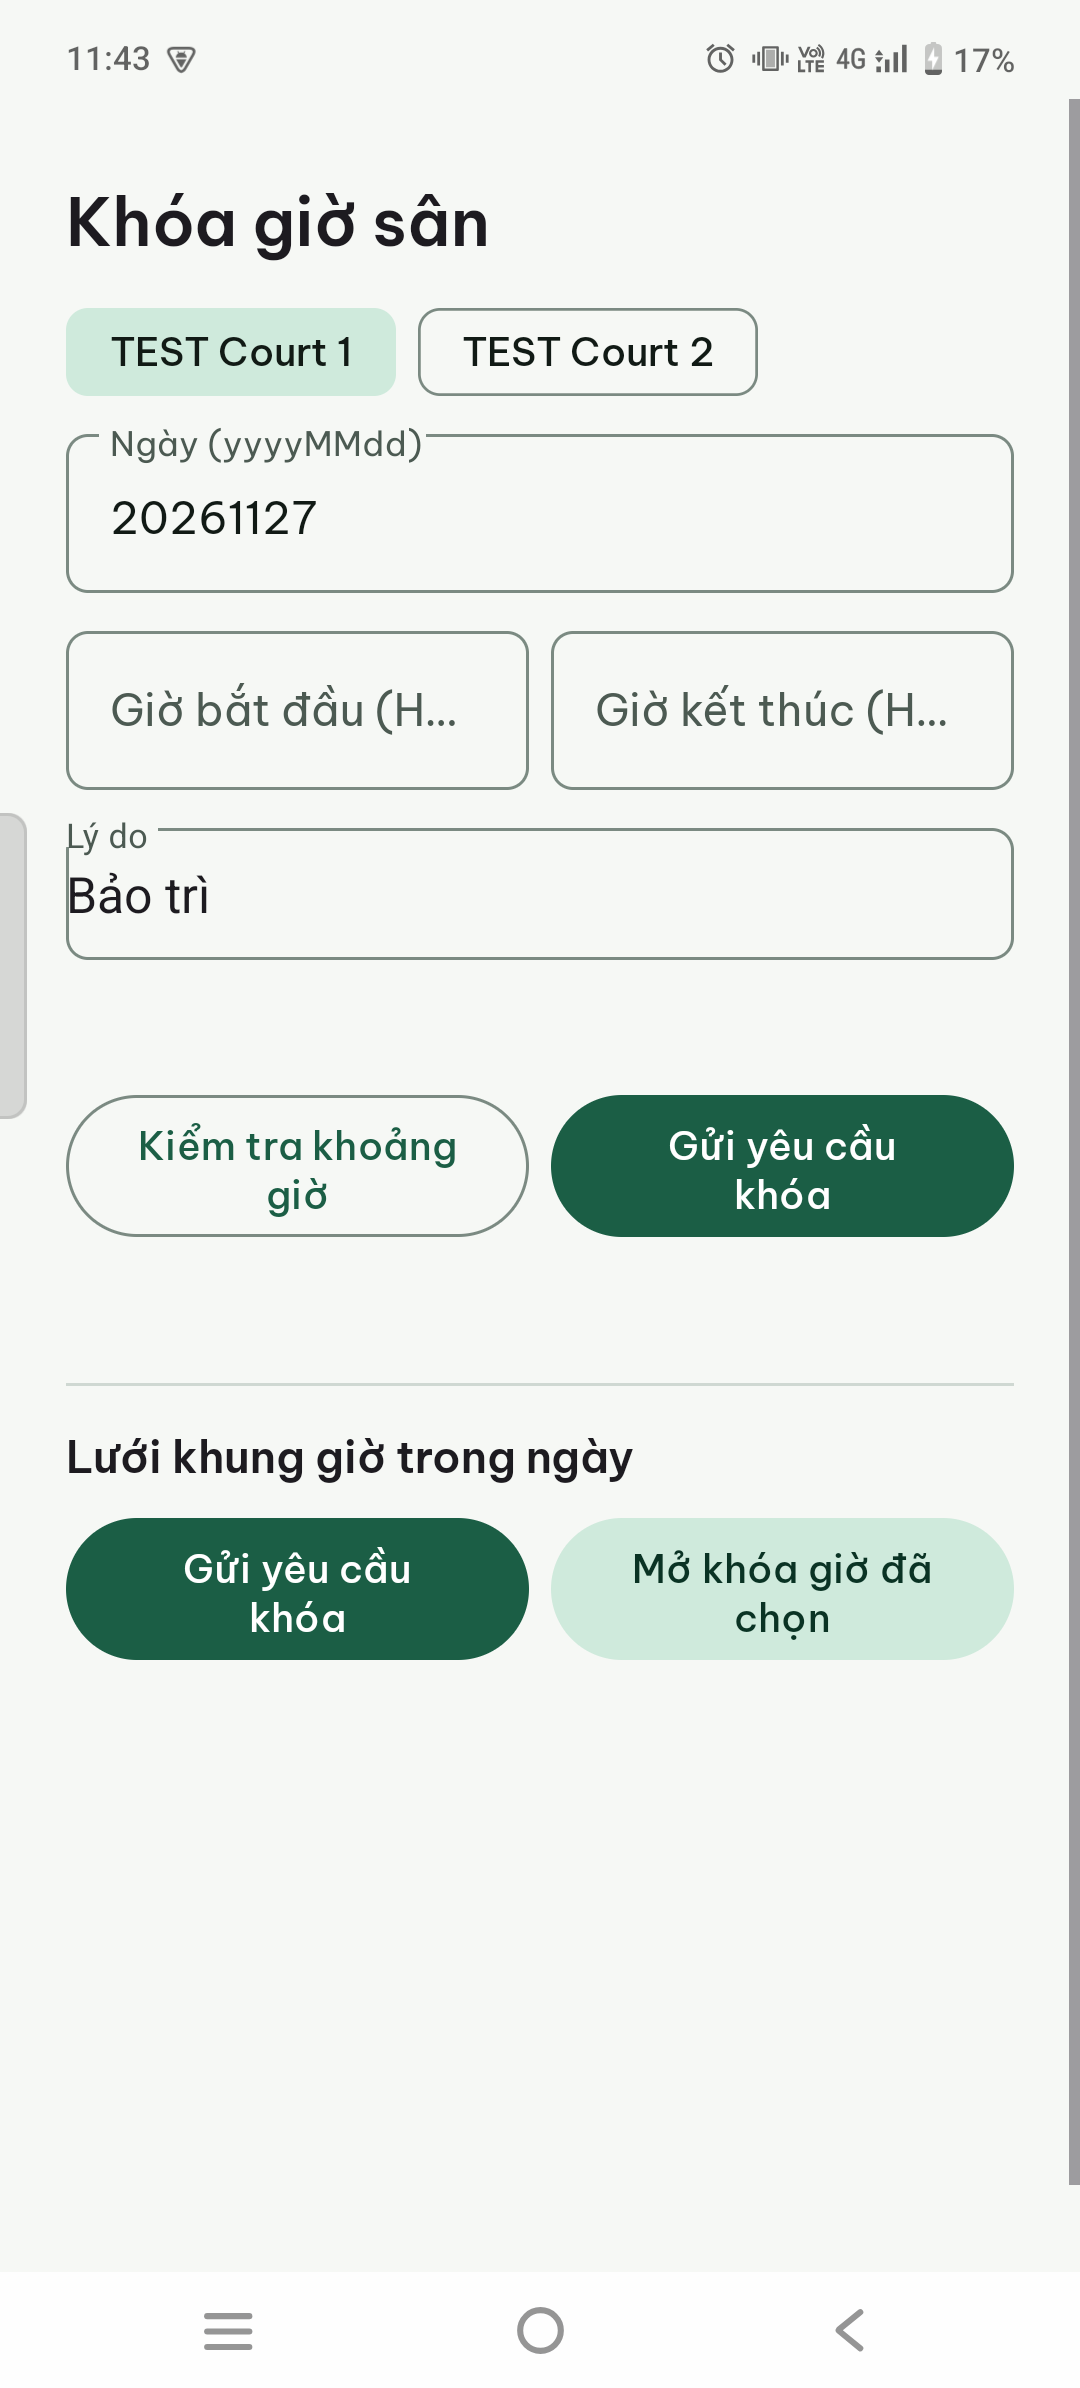 11:43 VoLTE 4G 17%
Khóa giờ sân
TEST Court 1 TEST Court 2
Ngày (yyyyMMdd)
20261127
Giờ bắt đầu (H... Giờ kết thúc (H...
Lý do
Bảo trì
Kiểm tra khoảng
giờ
Gửi yêu cầu
khóa
Lưới khung giờ trong ngày
Gửi yêu cầu
khóa
Mở khóa giờ đã
chọn